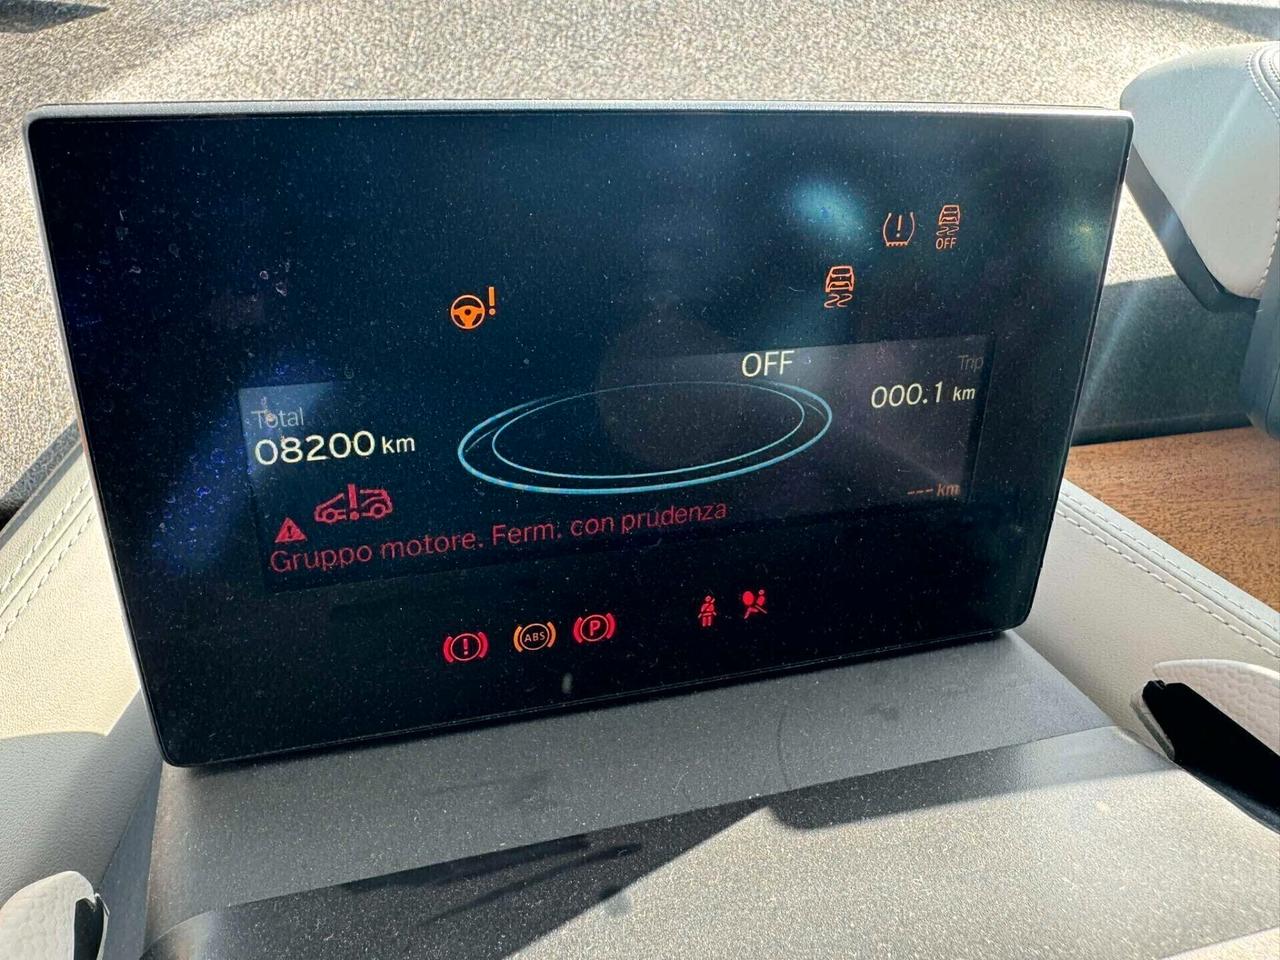 OFF
OFF
Trip
Total
08200 km
000.1 km
--- km
Gruppo motore. Ferm. con prudenza
ABS
P